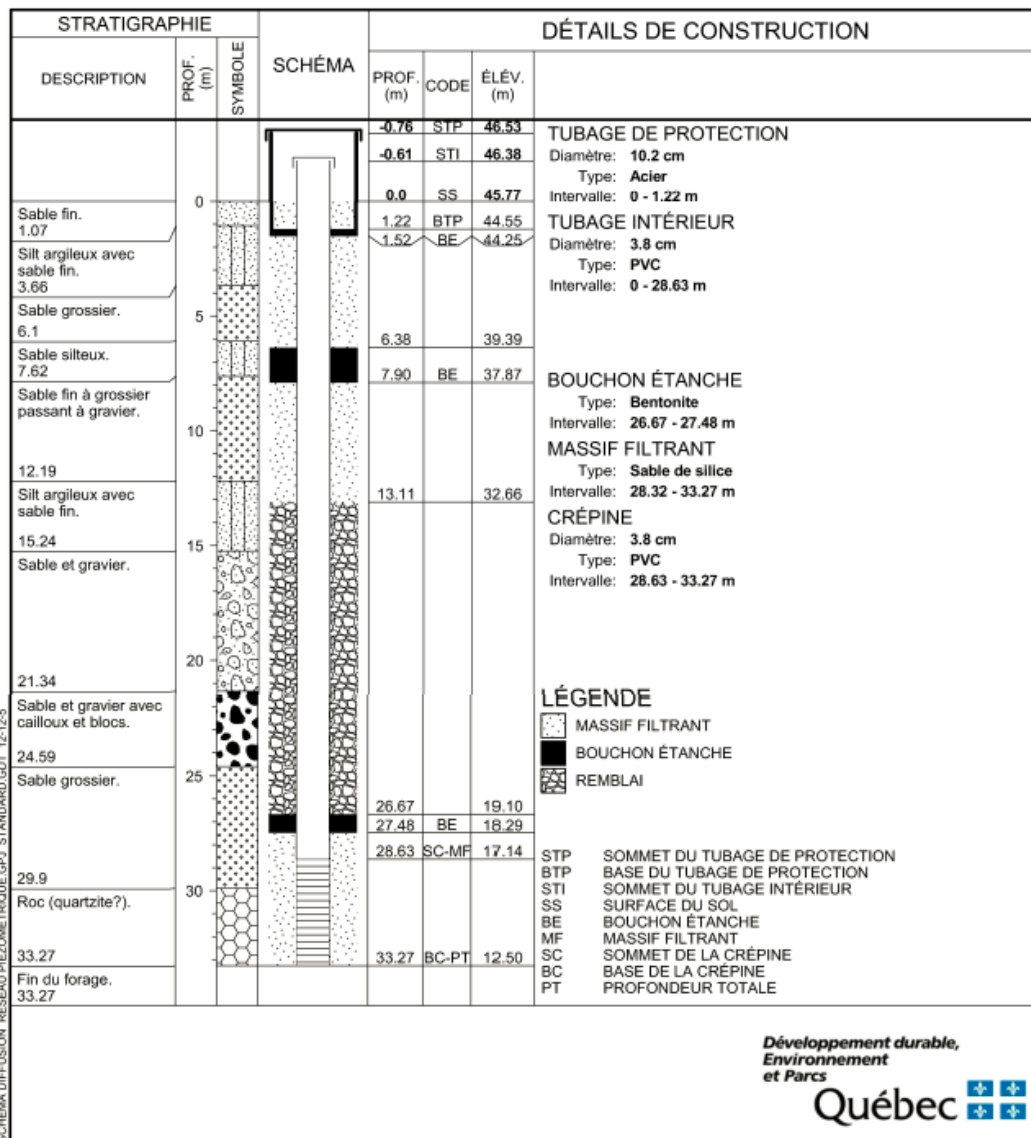 STRATIGRAPHIE
SCHÉMA
DÉTAILS DE CONSTRUCTION
DESCRIPTION
PROF. (m)
SYMBOLE
PROF. (m)
CODE
ÉLÉV. (m)
-0.76 STP 46.53
-0.61 STI 46.38
0.0 SS 45.77
1.22 BTP 44.55
1.52 BE 44.25
6.38 39.39
7.90 BE 37.87
13.11 32.66
26.67 19.10
27.48 BE 18.29
28.63 SC-MF 17.14
33.27 BC-PT 12.50
Sable fin.
1.07
Silt argileux avec
sable fin.
3.66
Sable grossier.
6.1
Sable silteux.
7.62
Sable fin à grossier
passant à gravier.
12.19
Silt argileux avec
sable fin.
15.24
Sable et gravier.
21.34
Sable et gravier avec
cailloux et blocs.
24.59
Sable grossier.
29.9
Roc (quartzite?).
33.27
Fin du forage.
33.27
0
5
10
15
20
25
30
TUBAGE DE PROTECTION
Diamètre: 10.2 cm
Type: Acier
Intervalle: 0 - 1.22 m
TUBAGE INTÉRIEUR
Diamètre: 3.8 cm
Type: PVC
Intervalle: 0 - 28.63 m
BOUCHON ÉTANCHE
Type: Bentonite
Intervalle: 26.67 - 27.48 m
MASSIF FILTRANT
Type: Sable de silice
Intervalle: 28.32 - 33.27 m
CRÉPINE
Diamètre: 3.8 cm
Type: PVC
Intervalle: 28.63 - 33.27 m
LÉGENDE
MASSIF FILTRANT
BOUCHON ÉTANCHE
REMBLAI
STP SOMMET DU TUBAGE DE PROTECTION
BTP BASE DU TUBAGE DE PROTECTION
STI SOMMET DU TUBAGE INTÉRIEUR
SS SURFACE DU SOL
BE BOUCHON ÉTANCHE
MF MASSIF FILTRANT
SC SOMMET DE LA CRÉPINE
BC BASE DE LA CRÉPINE
PT PROFONDEUR TOTALE
SCHÉMA DIFFUSION RÉSEAU PIÉZOMÉTRIQUE.GPJ STANDARD.GDT 12-12-5
Développement durable,
Environnement
et Parcs
Québec